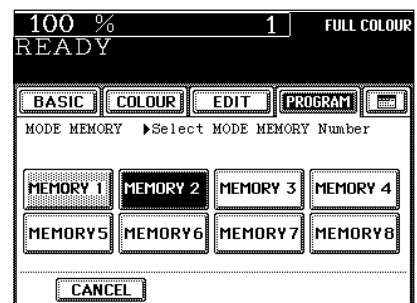 100 % 1 FULL COLOUR
READY
BASIC COLOUR EDIT PROGRAM
MODE MEMORY ▶Select MODE MEMORY Number
MEMORY 1 MEMORY 2 MEMORY 3 MEMORY 4
MEMORY5 MEMORY6 MEMORY7 MEMORY8
CANCEL